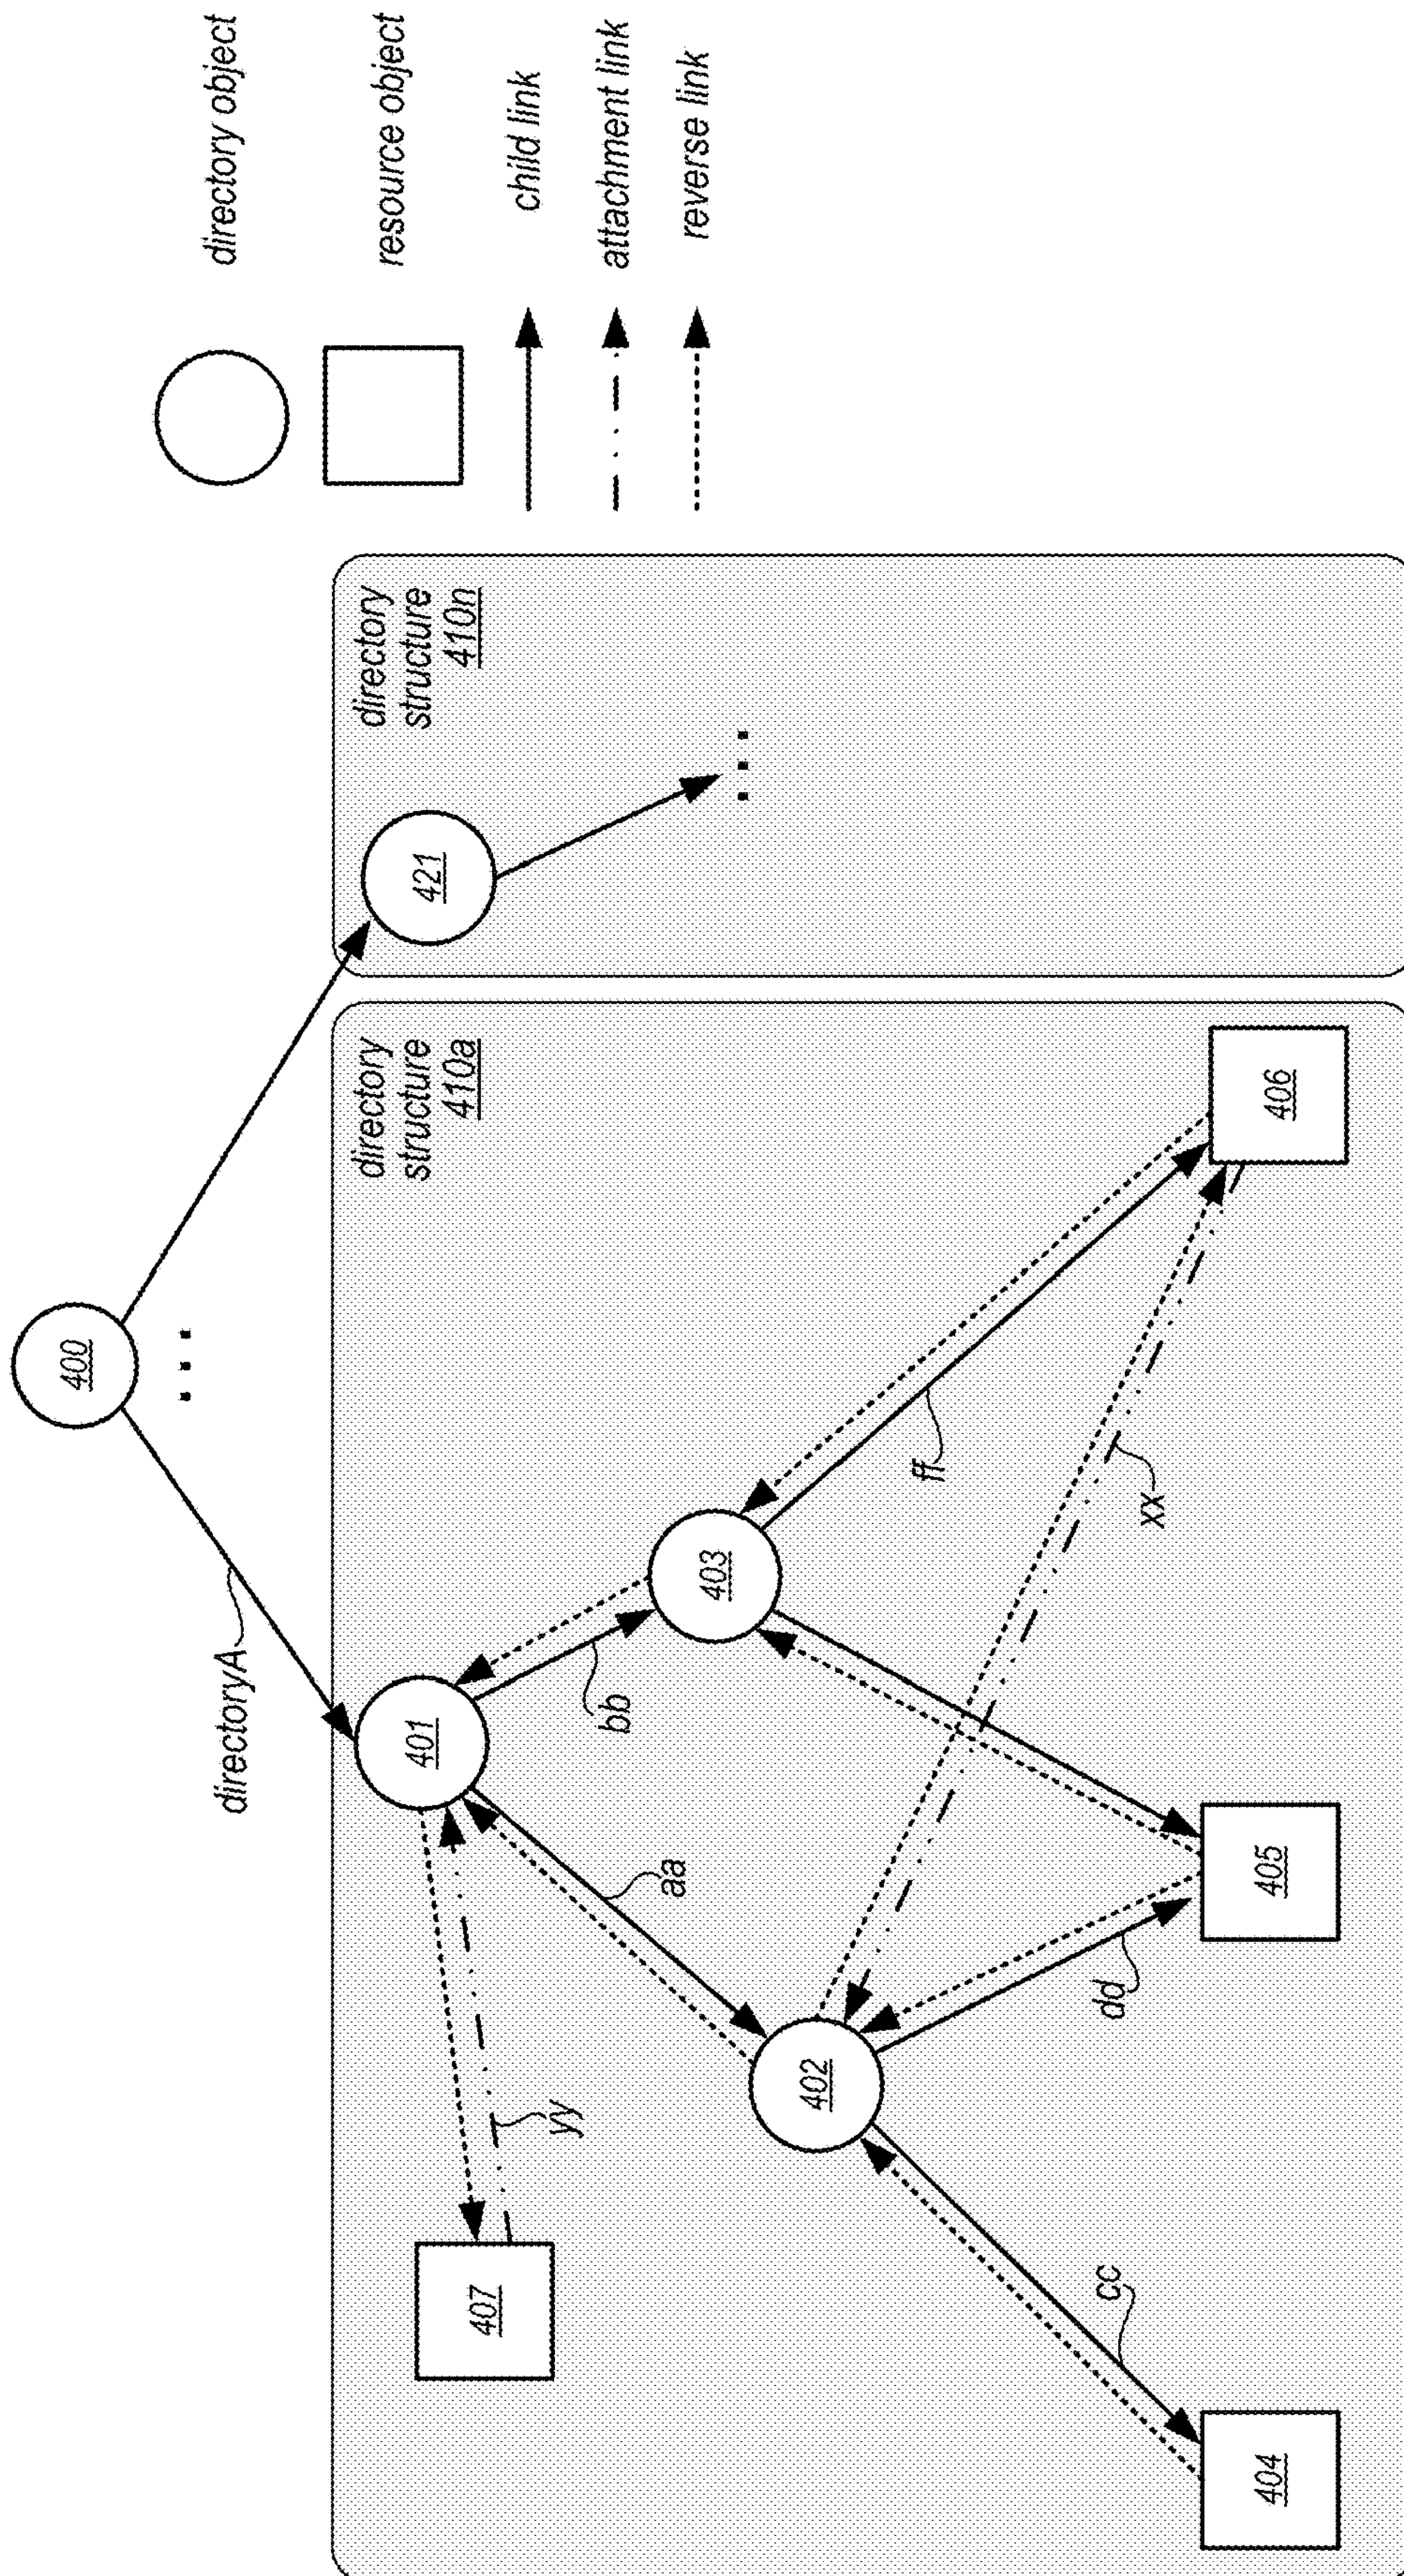 400
directoryA
directory
structure
410a
directory
structure
410n
407
yy
401
421
aa
bb
402
403
cc
dd
ff
xx
404
405
406
directory object
resource object
child link
attachment link
reverse link